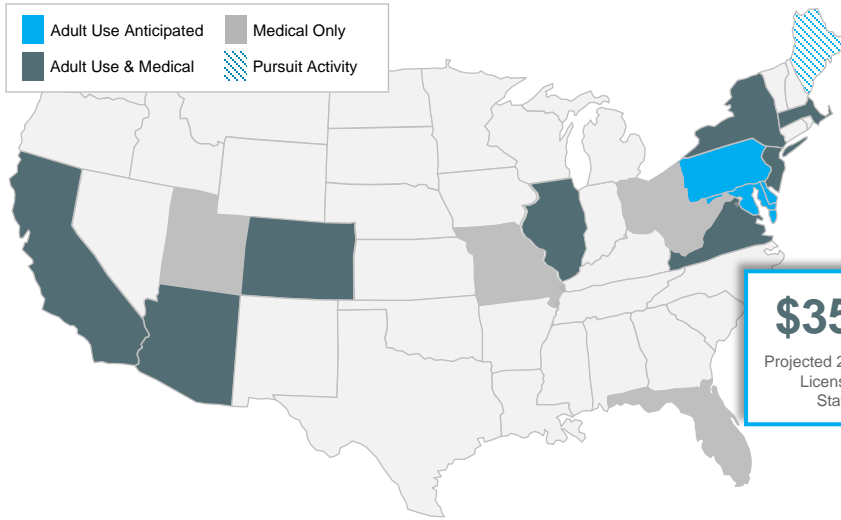 Adult Use Anticipated
Medical Only
Adult Use & Medical
Pursuit Activity
$35
Projected 2
Licens
Sta